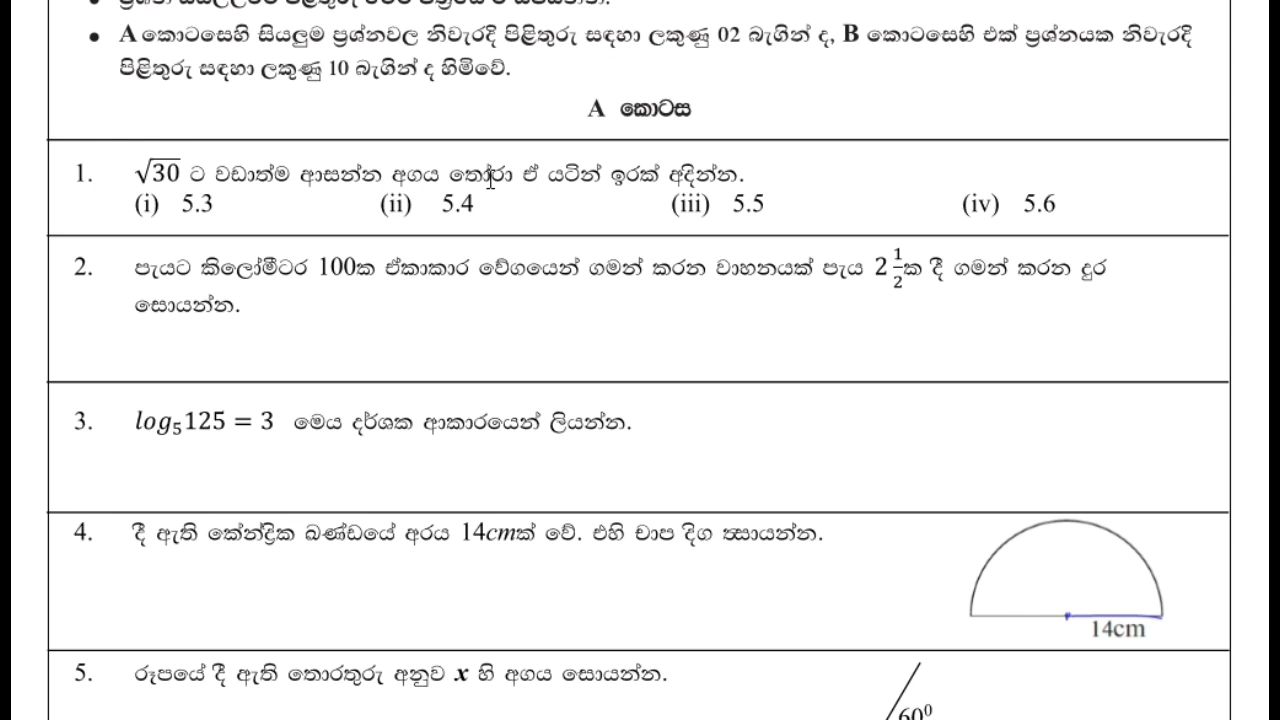 • A කොටසෙහි සියලුම ප්‍රශ්නවල නිවැරදි පිළිතුරු සඳහා ලකුණු 02 බැගින් ද, B කොටසෙහි එක් ප්‍රශ්නයක නිවැරදි
පිළිතුරු සඳහා ලකුණු 10 බැගින් ද හිමිවේ.
A කොටස
1. √30 ට වඩාත්ම ආසන්න අගය තෝරා ඒ යටින් ඉරක් අදින්න.
(i) 5.3 (ii) 5.4 (iii) 5.5 (iv) 5.6
2. පැයට කිලෝමීටර 100ක ඒකාකාර වේගයෙන් ගමන් කරන වාහනයක් පැය 2 1/2ක දී ගමන් කරන දුර
සොයන්න.
3. log₅125 = 3 මෙය දර්ශක ආකාරයෙන් ලියන්න.
4. දී ඇති කේන්ද්‍රික ඛණ්ඩයේ අරය 14cmක් වේ. එහි චාප දිග සොයන්න.
14cm
5. රූපයේ දී ඇති තොරතුරු අනුව x හි අගය සොයන්න.
60⁰